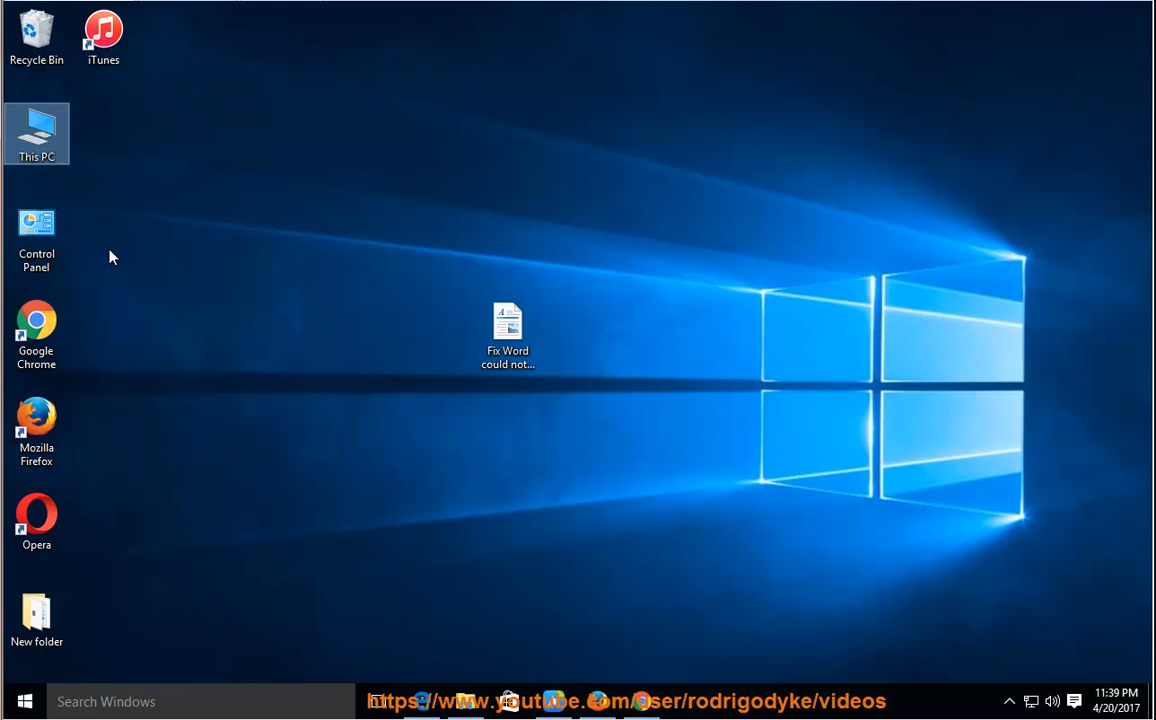 Recycle Bin
iTunes
This PC
Control
Panel
Fix Word
could not...
Google
Chrome
Mozilla
Firefox
Opera
New folder
Search Windows
https://www.youtube.com/user/rodrigodyke/videos
11:39 PM
4/20/2017